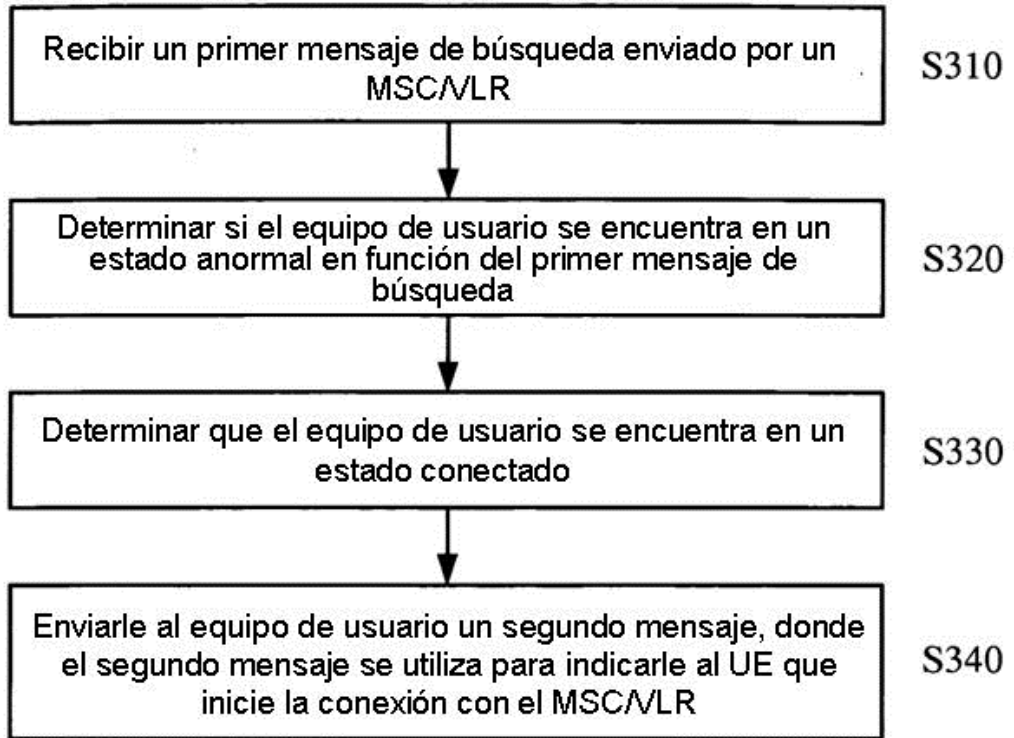 Recibir un primer mensaje de búsqueda enviado por un
MSC/VLR
S310
Determinar si el equipo de usuario se encuentra en un
estado anormal en función del primer mensaje de
búsqueda
S320
Determinar que el equipo de usuario se encuentra en un
estado conectado
S330
Enviarle al equipo de usuario un segundo mensaje, donde
el segundo mensaje se utiliza para indicarle al UE que
inicie la conexión con el MSC/VLR
S340